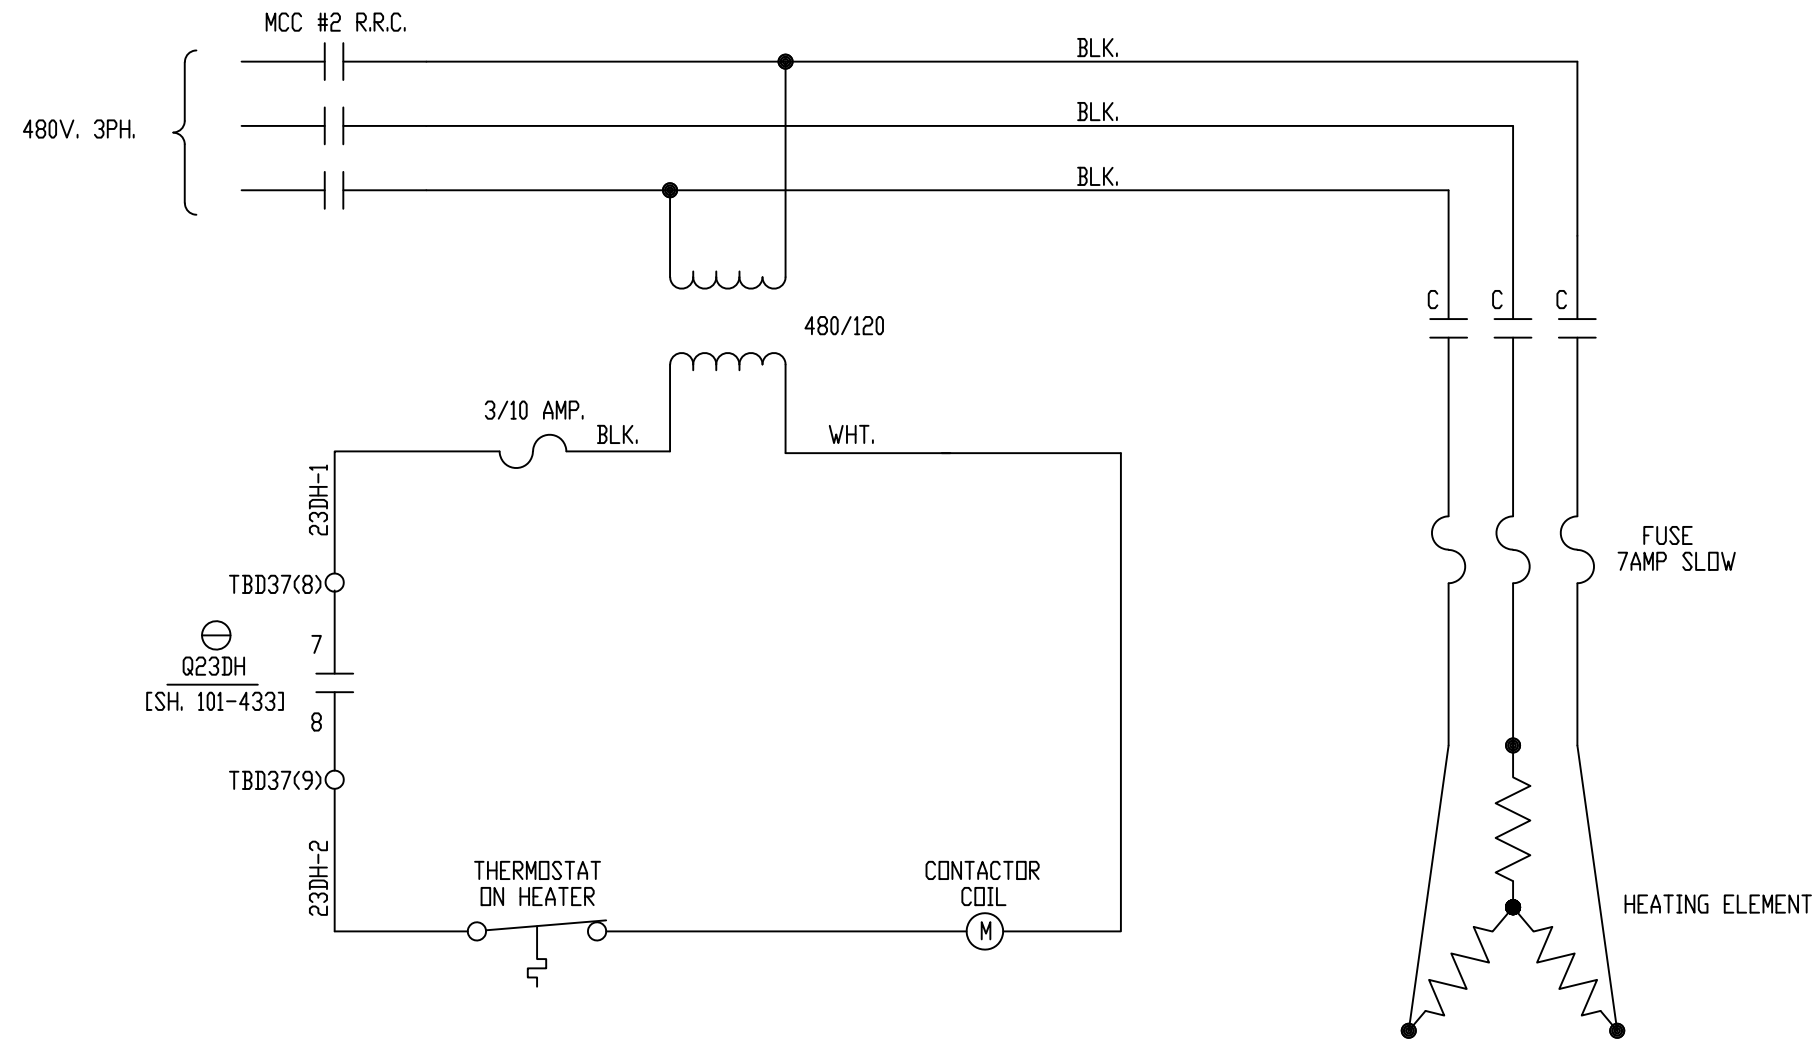 MCC #2 R.R.C.
BLK.
480V. 3PH.
BLK.
BLK.
C C C
480/120
3/10 AMP.
BLK.
WHT.
23DH-1
FUSE
7AMP SLOW
TBD37(8)
7
Q23DH
[SH. 101-433]
8
TBD37(9)
23DH-2
THERMOSTAT
ON HEATER
CONTACTOR
COIL
M
HEATING ELEMENT